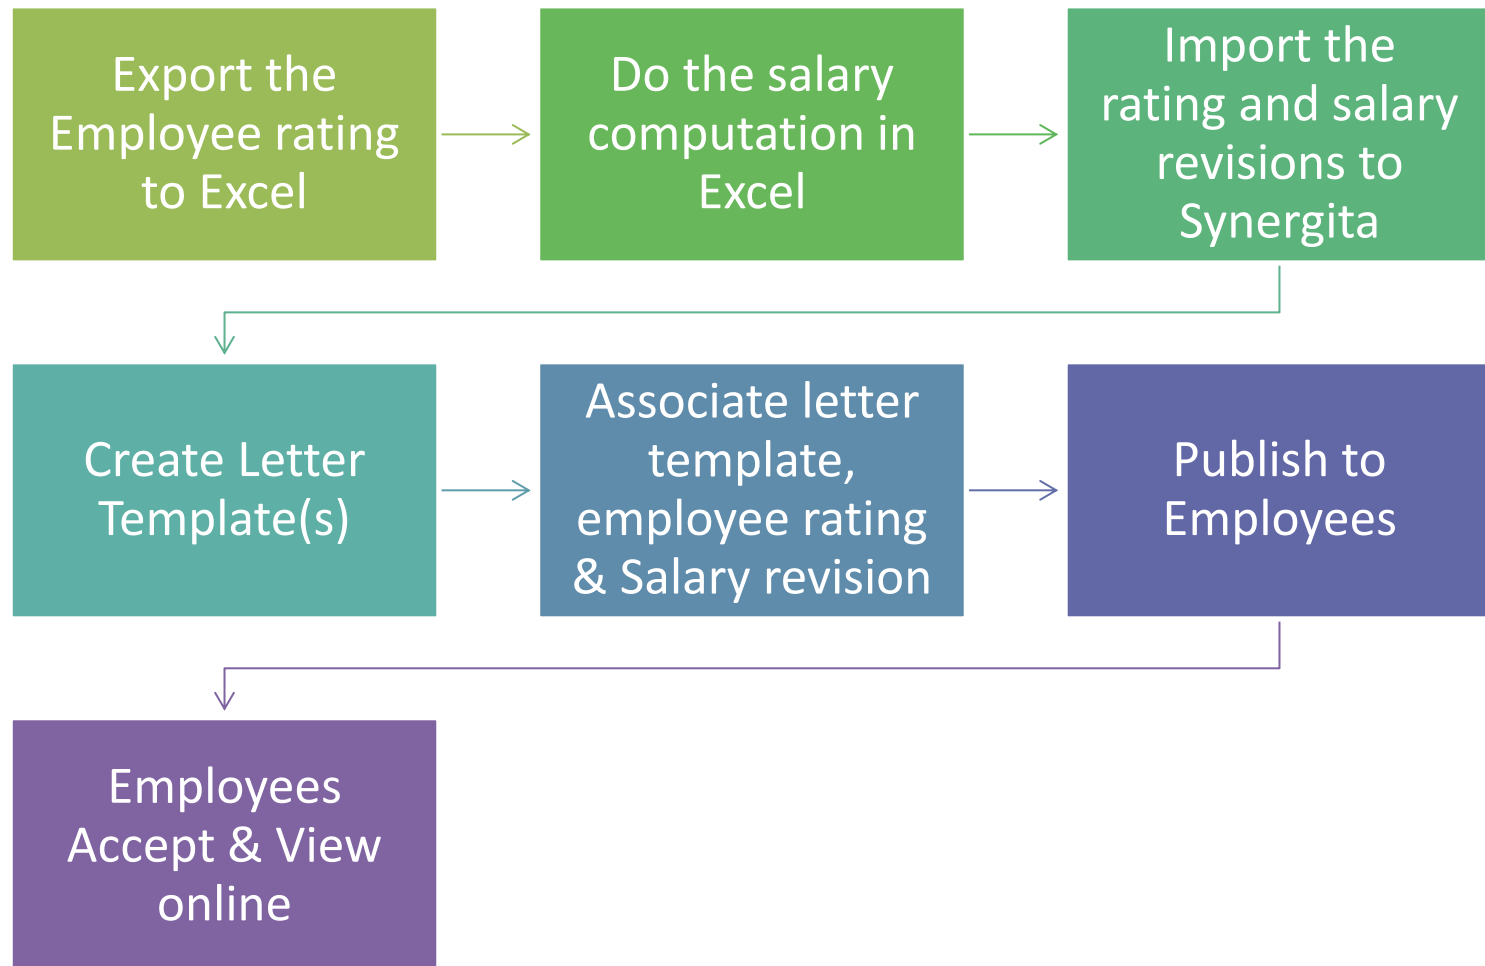 Export the
Employee rating
to Excel
Do the salary
computation in
Excel
Import the
rating and salary
revisions to
Synergita
Create Letter
Template(s)
Associate letter
template,
employee rating
& Salary revision
Publish to
Employees
Employees
Accept & View
online